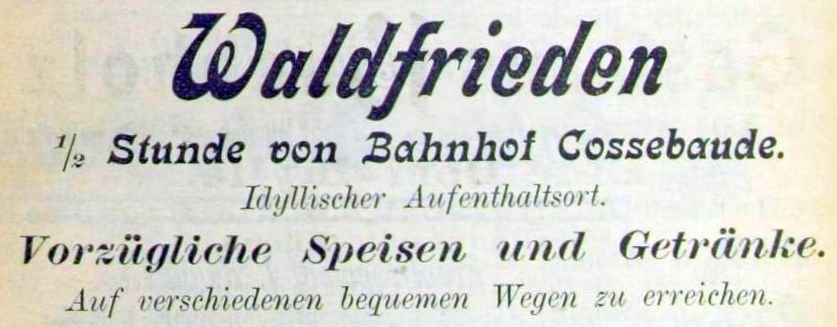 Waldfrieden
1/2 Stunde von Bahnhof Cossebaude.
Idyllischer Aufenthaltsort.
Vorzügliche Speisen und Getränke.
Auf verschiedenen bequemen Wegen zu erreichen.